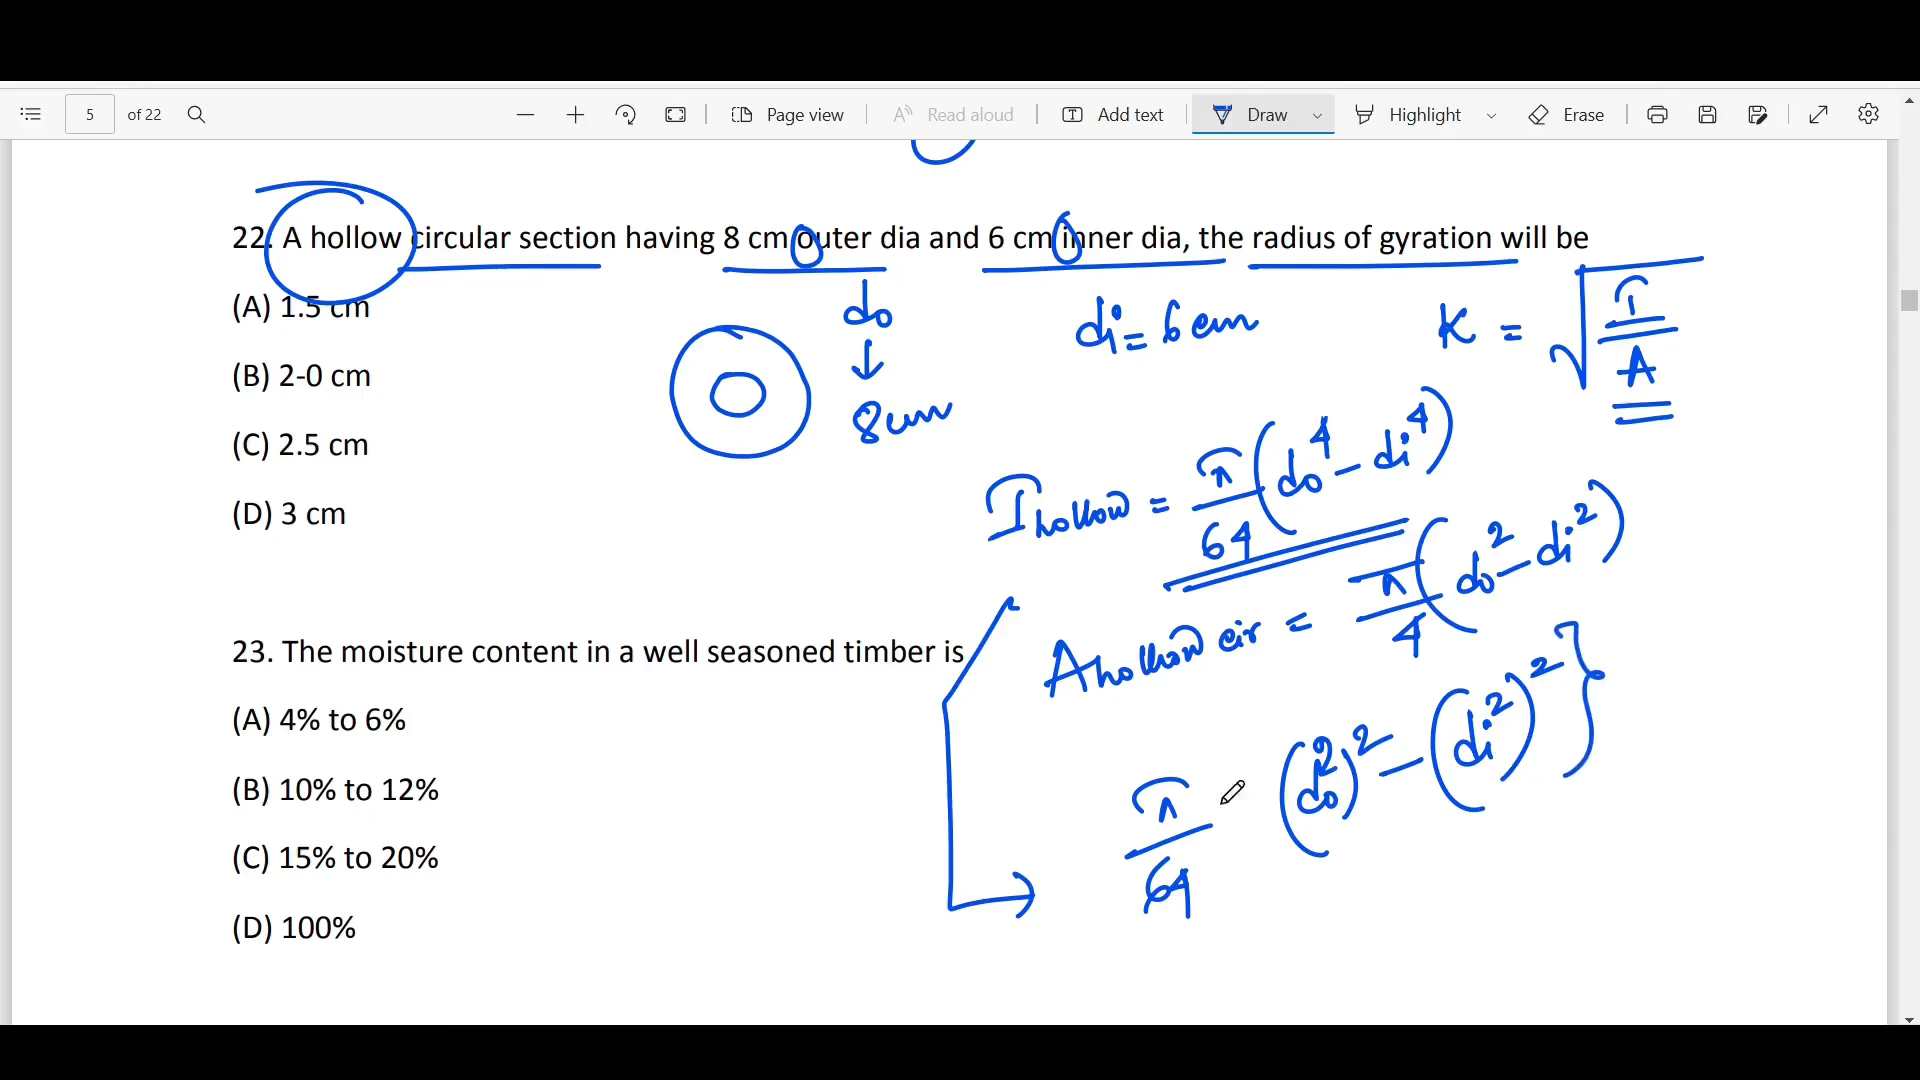 5 of 22 Page view Read aloud Add text Draw Highlight Erase
22. A hollow circular section having 8 cm outer dia and 6 cm inner dia, the radius of gyration will be
(A) 1.5 cm
(B) 2-0 cm
(C) 2.5 cm
(D) 3 cm
do
↓
8cm
di = 6cm
K = √(I/A)
I hollow = π/64 (do⁴ - di⁴)
A hollow cir = π/4 (do² - di²)
π/64 (do²)² - (di²)² }
23. The moisture content in a well seasoned timber is
(A) 4% to 6%
(B) 10% to 12%
(C) 15% to 20%
(D) 100%